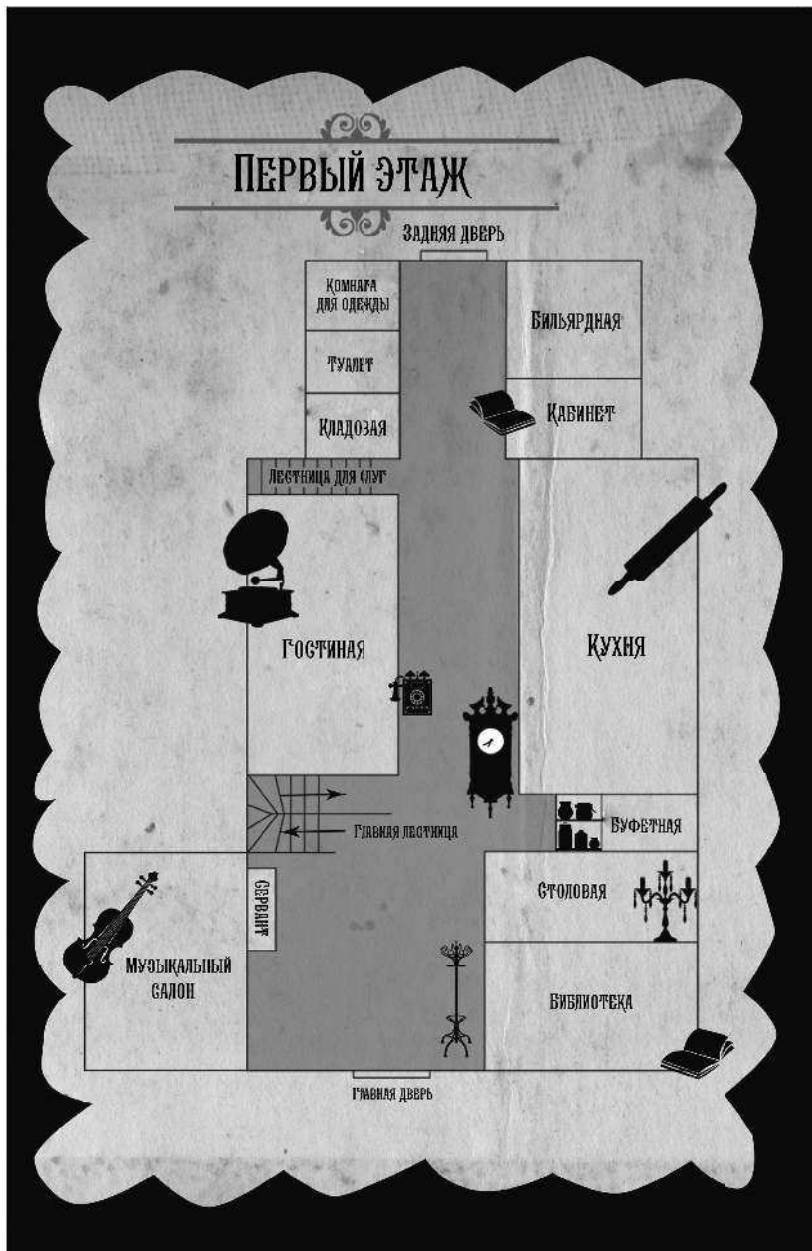 Первый этаж
Задняя дверь
Комната
для одежды
Бильярдная
Туалет
Кабинет
Кладозая
Лестница для слуг
Гостиная
Кухня
Главная лестница
Буфетная
Сервант
Столовая
Музыкальный
салон
Библиотека
Главная дверь